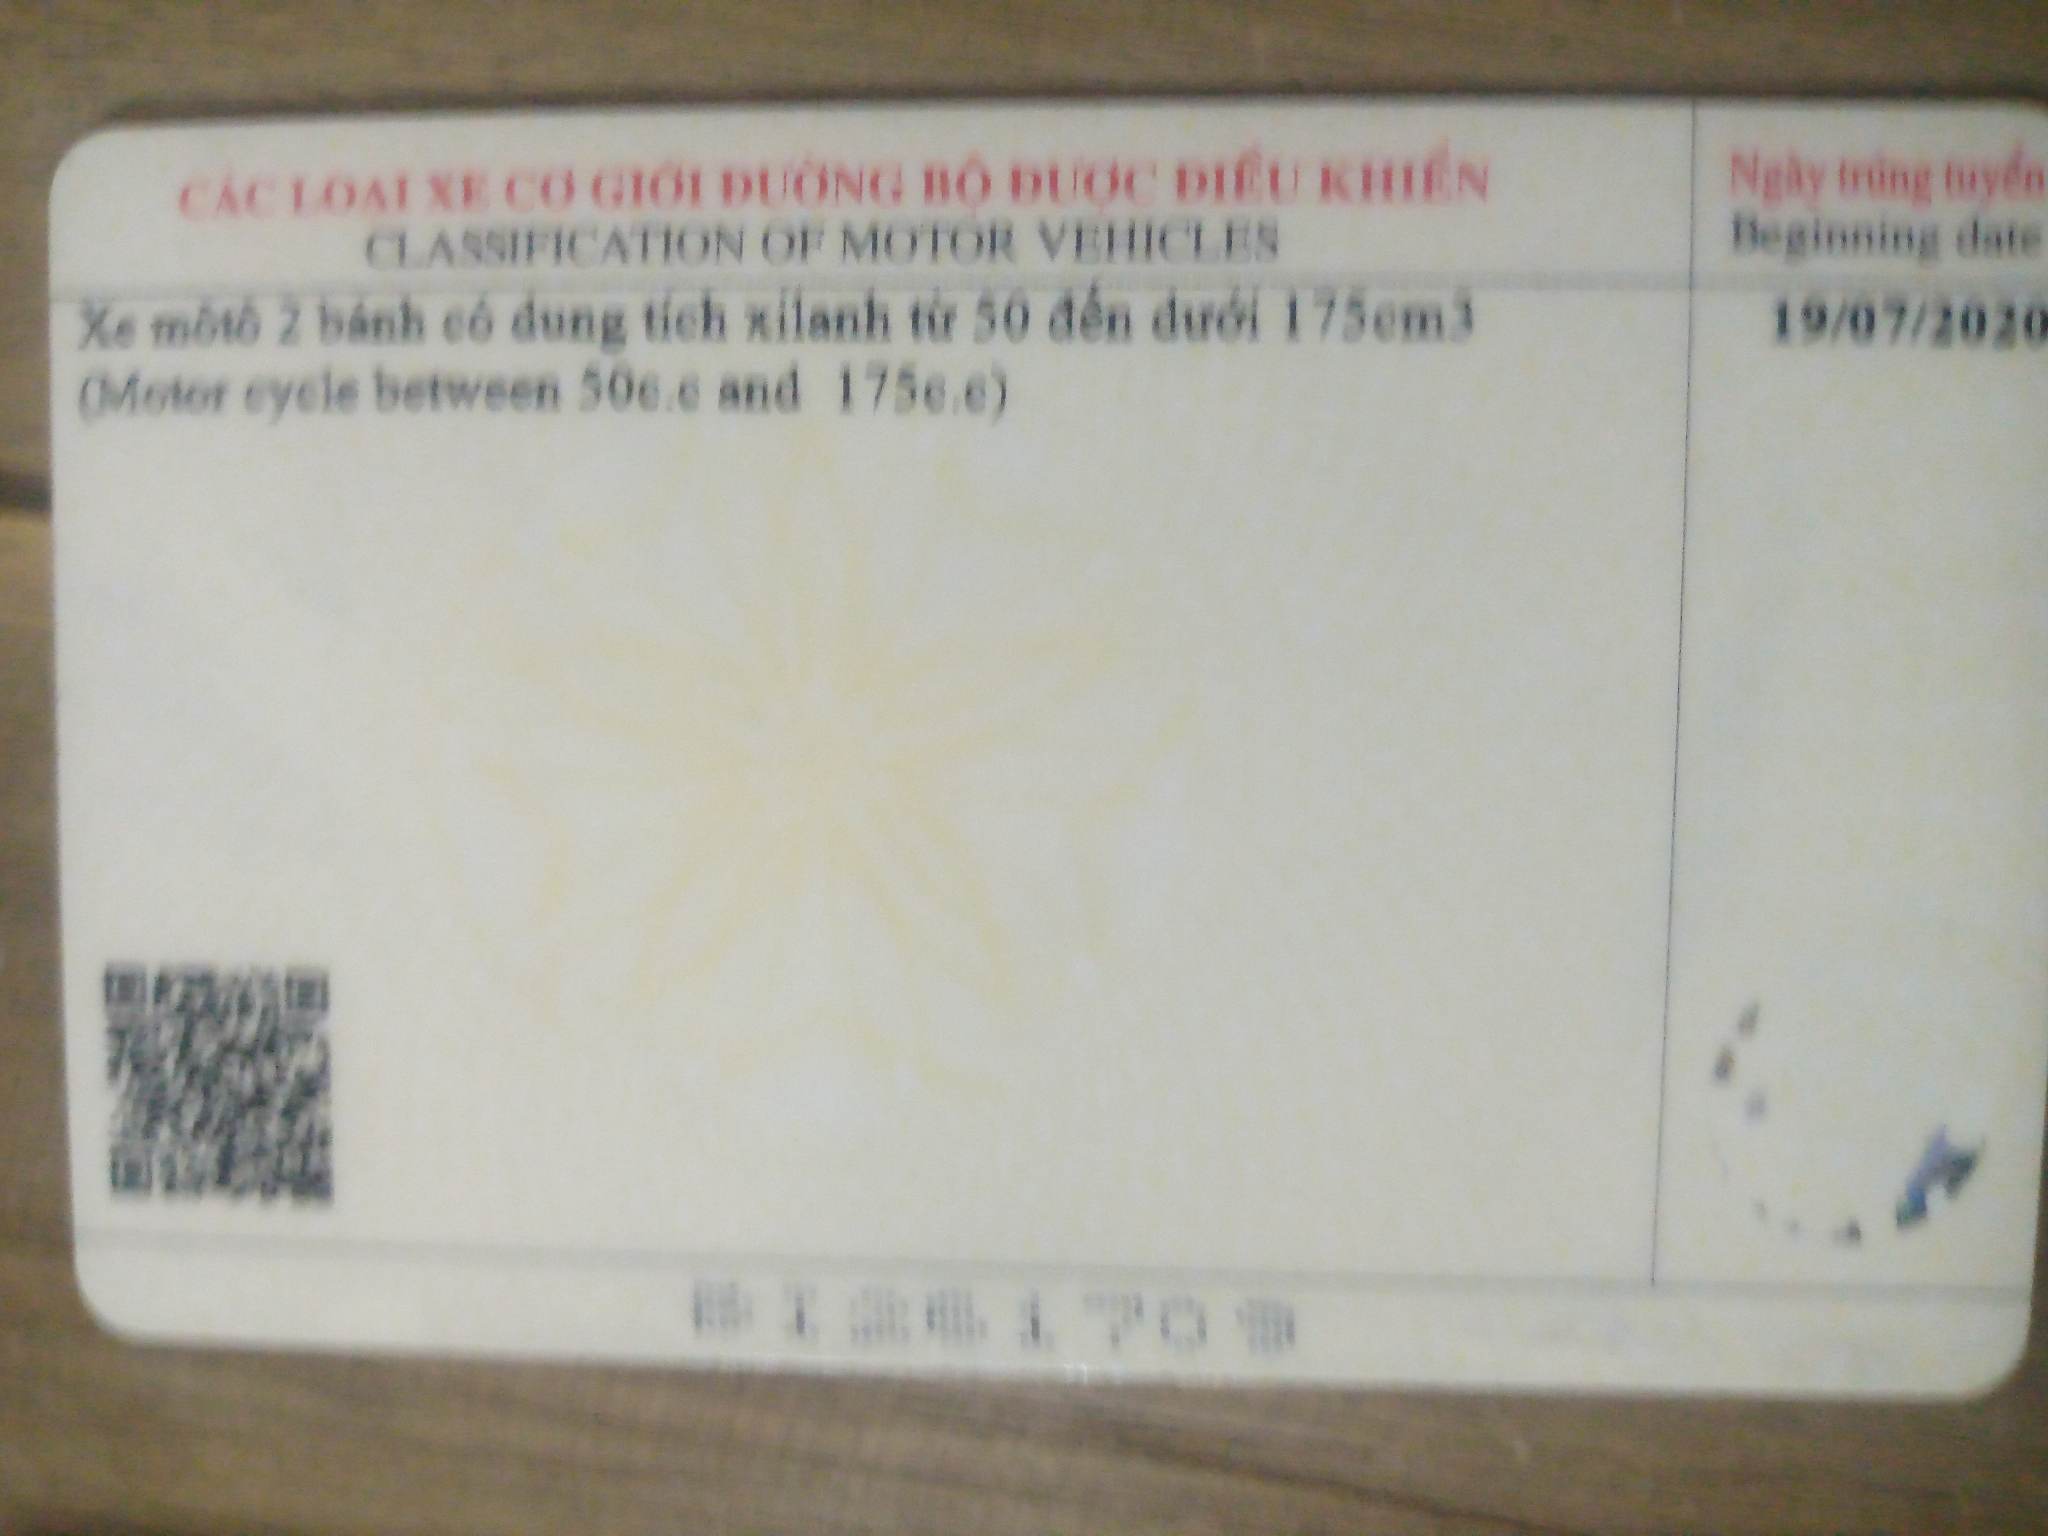 CÁC LOẠI XE CƠ GIỚI ĐƯỜNG BỘ ĐƯỢC ĐIỀU KHIỂN
CLASSIFICATION OF MOTOR VEHICLES
Ngày trúng tuyển
Beginning date
Xe môtô 2 bánh có dung tích xilanh từ 50 đến dưới 175cm3
(Motor cycle between 50c.c and 175c.c)
19/07/2020